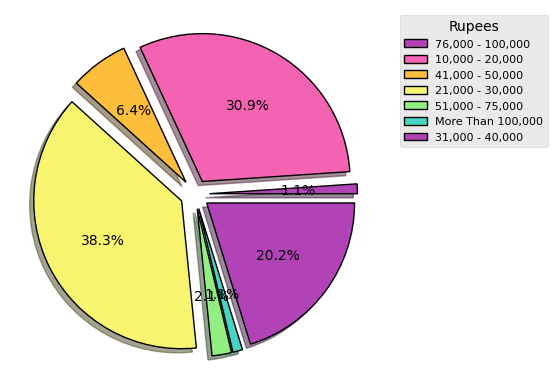 Rupees
76,000 - 100,000
10,000 - 20,000
41,000 - 50,000
21,000 - 30,000
51,000 - 75,000
More Than 100,000
31,000 - 40,000
6.4%
30.9%
1.1%
38.3%
20.2%